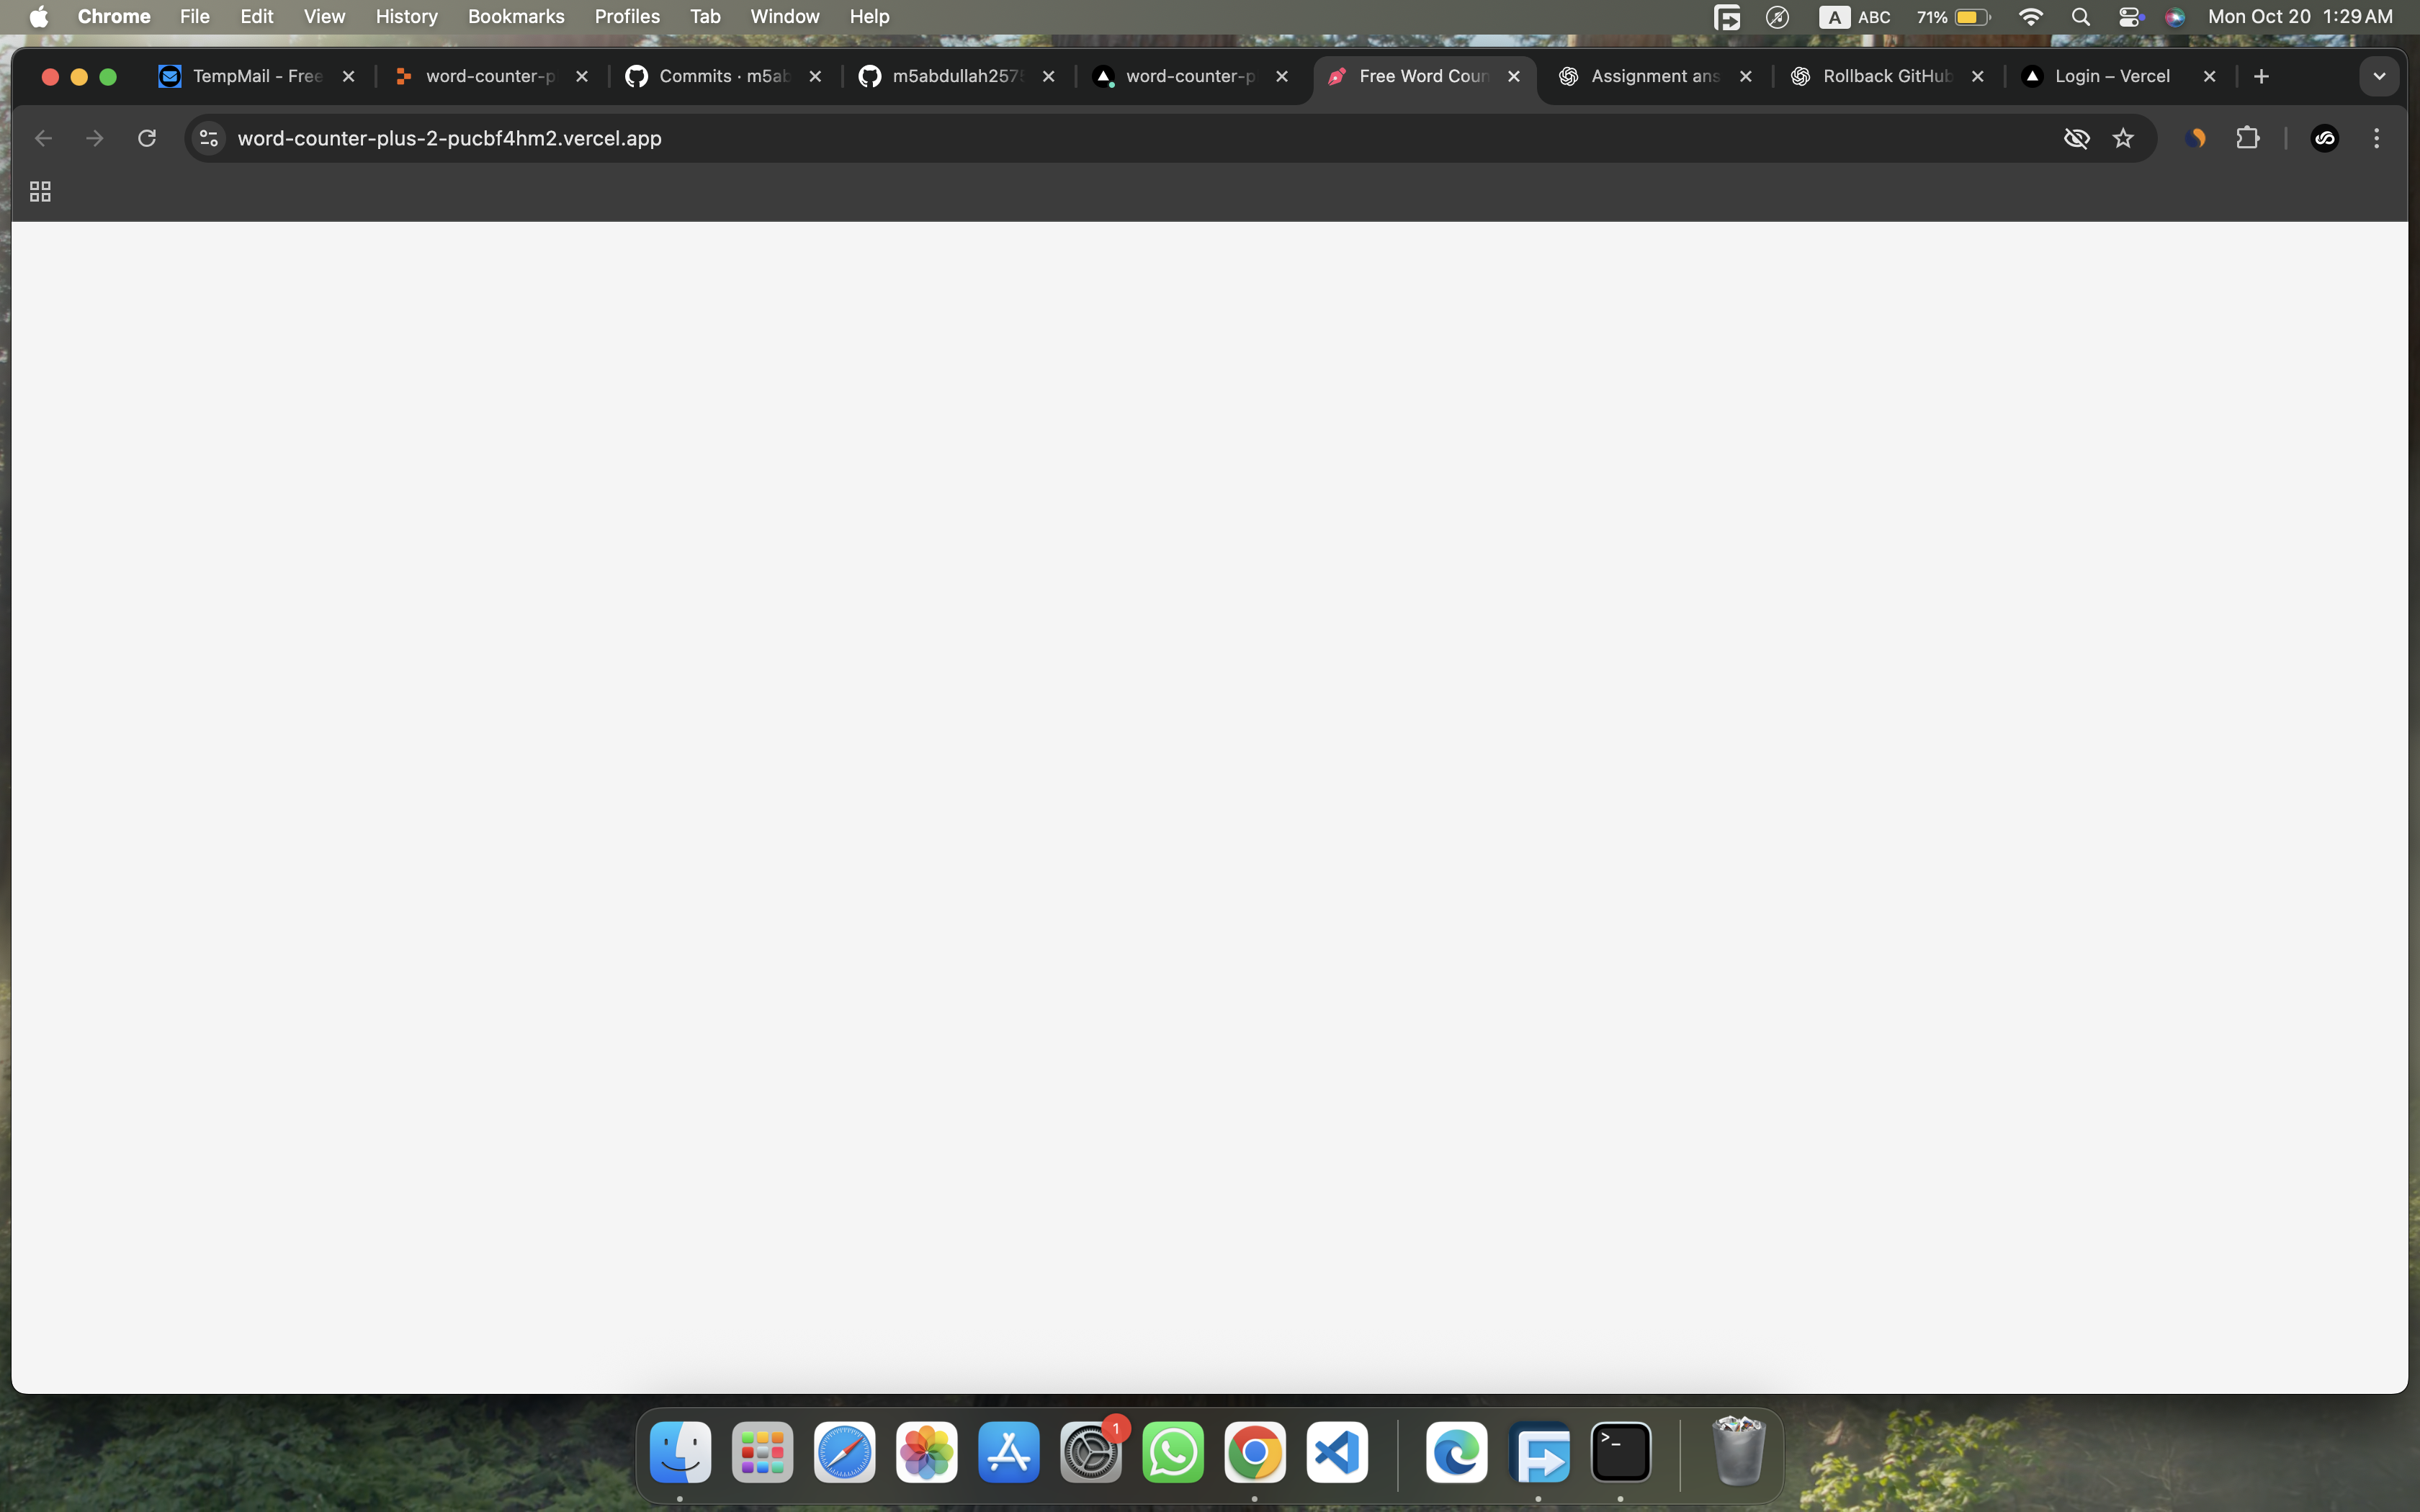 Chrome File Edit View History Bookmarks Profiles Tab Window Help A ABC 71% Mon Oct 20 1:29 AM
TempMail - Free word-counter-p Commits · m5ab m5abdullah257 word-counter-p Free Word Coun Assignment ans Rollback GitHub Login – Vercel
word-counter-plus-2-pucbf4hm2.vercel.app
1
>_